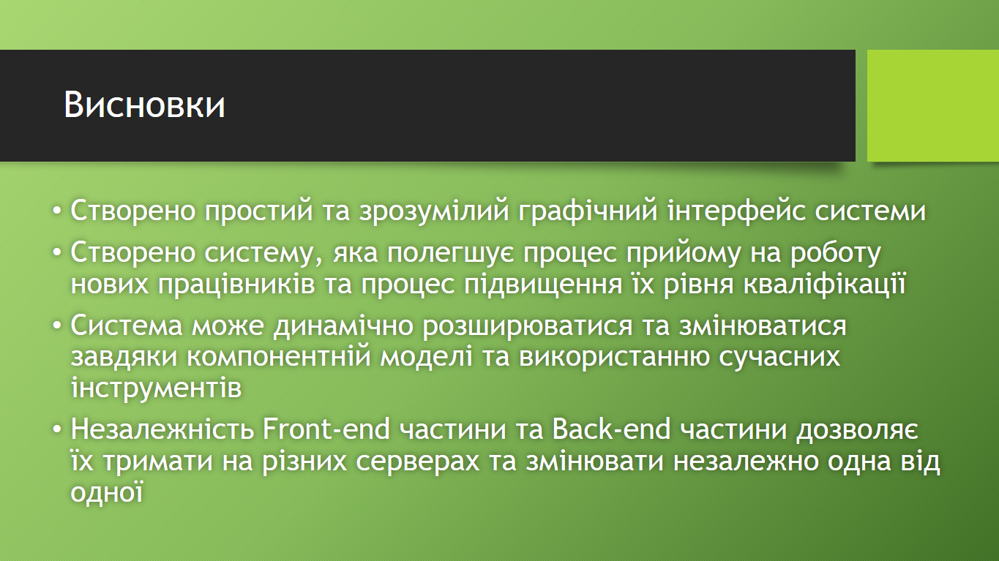 Висновки
• Створено простий та зрозумілий графічний інтерфейс системи
• Створено систему, яка полегшує процес прийому на роботу
нових працівників та процес підвищення їх рівня кваліфікації
• Система може динамічно розширюватися та змінюватися
завдяки компонентній моделі та використанню сучасних
інструментів
• Незалежність Front-end частини та Back-end частини дозволяє
їх тримати на різних серверах та змінювати незалежно одна від
одної